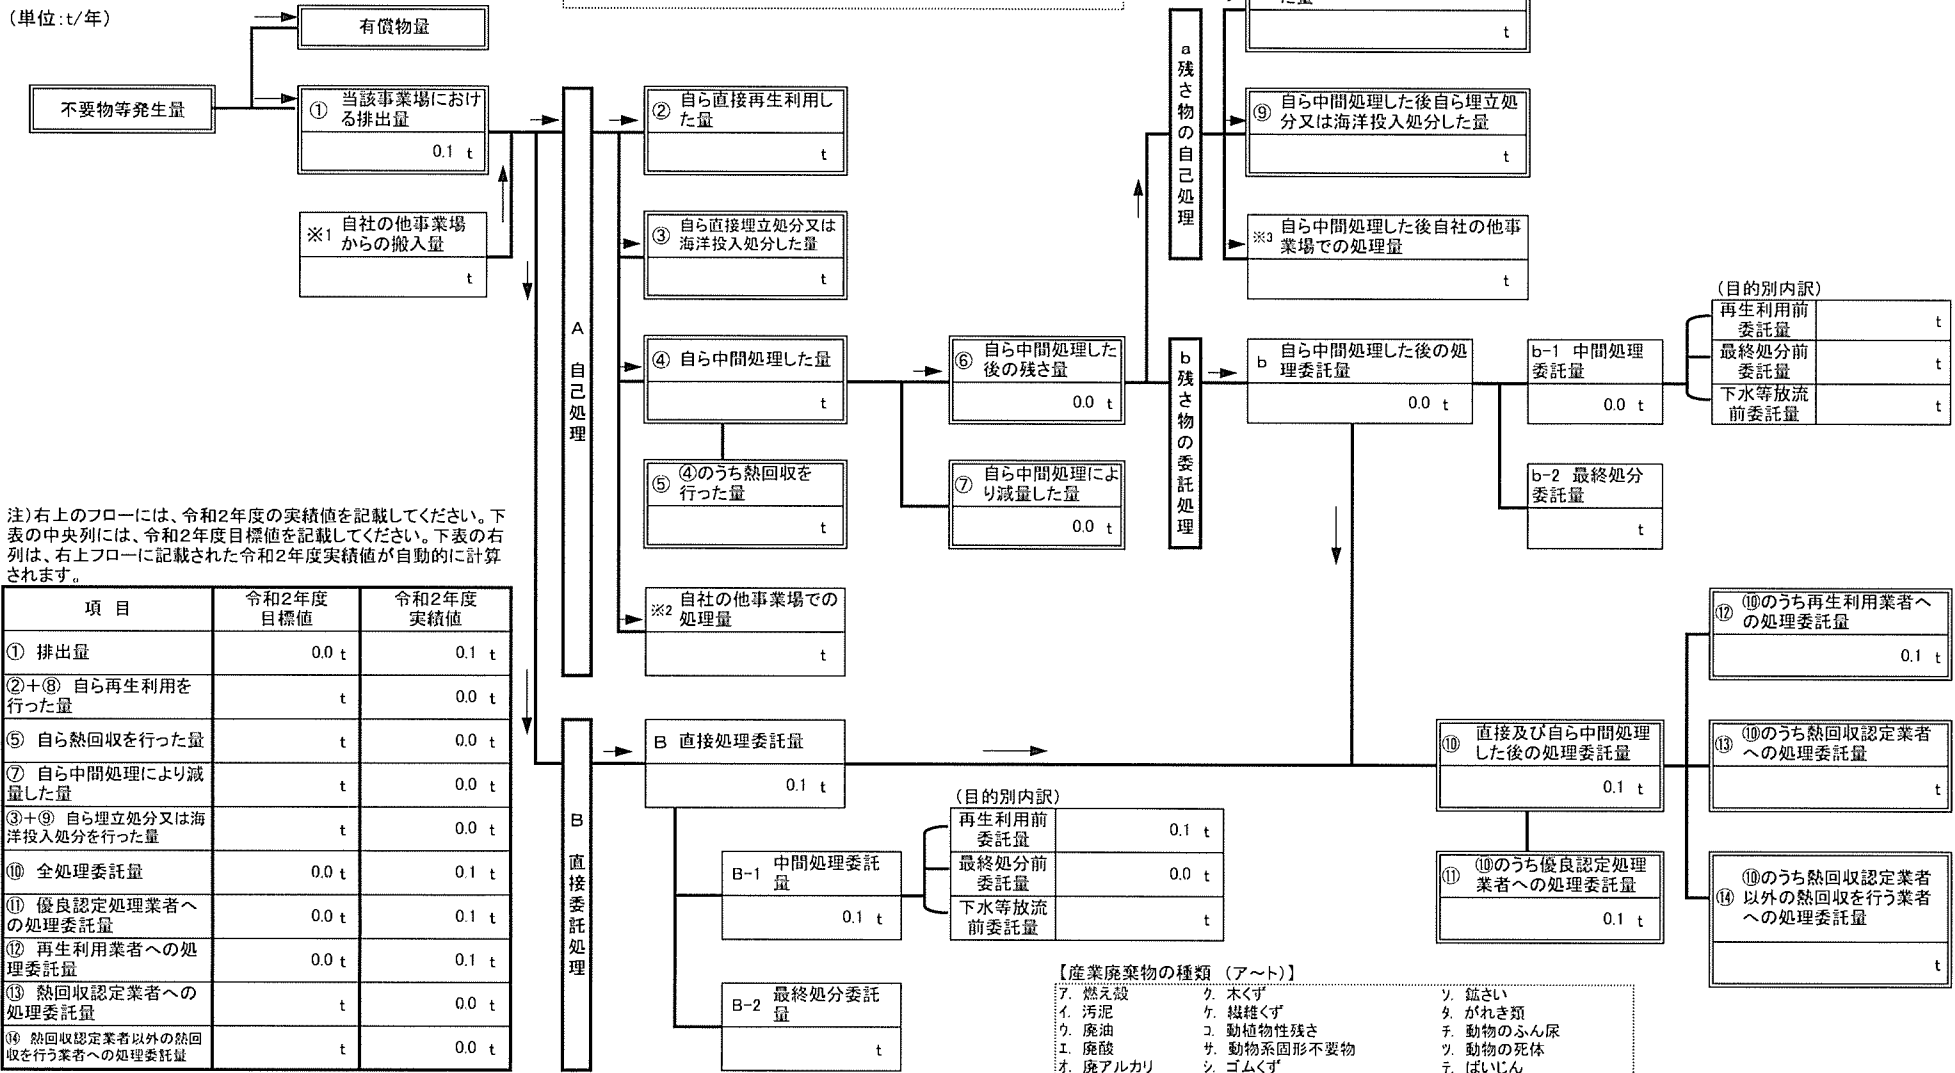 (単位:t/年)
有償物量
不要物等発生量
① 当該事業場におけ
る排出量
0.1 t
※1 自社の他事業場
からの搬入量
t
A 自己処理
② 自ら直接再生利用し
た量
t
③ 自ら直接埋立処分又は
海洋投入処分した量
t
④ 自ら中間処理した量
t
⑤ ④のうち熱回収を
行った量
t
※2 自社の他事業場での
処理量
t
⑥ 自ら中間処理した
後の残さ量
0.0 t
⑦ 自ら中間処理によ
り減量した量
0.0 t
a 残さ物の自己処理
た量
t
⑨ 自ら中間処理した後自ら埋立処
分又は海洋投入処分した量
t
※3 自ら中間処理した後自社の他事
業場での処理量
t
b 残さ物の委託処理
b 自ら中間処理した後の処
理委託量
0.0 t
b-1 中間処理
委託量
0.0 t
(目的別内訳)
再生利用前
委託量 t
最終処分前
委託量 t
下水等放流
前委託量 t
b-2 最終処分
委託量
t
注)右上のフローには、令和2年度の実績値を記載してください。下
表の中央列には、令和2年度目標値を記載してください。下表の右
列は、右上フローに記載された令和2年度実績値が自動的に計算
されます。
項 目 令和2年度 目標値 令和2年度 実績値
① 排出量 0.0 t 0.1 t
②+⑧ 自ら再生利用を
行った量 t 0.0 t
⑤ 自ら熱回収を行った量 t 0.0 t
⑦ 自ら中間処理により減
量した量 t 0.0 t
③+⑨ 自ら埋立処分又は海
洋投入処分を行った量 t 0.0 t
⑩ 全処理委託量 0.0 t 0.1 t
⑪ 優良認定処理業者へ
の処理委託量 0.0 t 0.1 t
⑫ 再生利用業者への処
理委託量 0.0 t 0.1 t
⑬ 熱回収認定業者への
処理委託量 t 0.0 t
⑭ 熱回収認定業者以外の熱回
収を行う業者への処理委託量 t 0.0 t
B 直接委託処理
B 直接処理委託量
0.1 t
B-1 中間処理委託
量
0.1 t
(目的別内訳)
再生利用前
委託量 0.1 t
最終処分前
委託量 0.0 t
下水等放流
前委託量 t
B-2 最終処分委託
量
t
⑩ 直接及び自ら中間処理
した後の処理委託量
0.1 t
⑪ ⑩のうち優良認定処理
業者への処理委託量
0.1 t
⑫ ⑩のうち再生利用業者へ
の処理委託量
0.1 t
⑬ ⑩のうち熱回収認定業者
への処理委託量
t
⑭ ⑩のうち熱回収認定業者
以外の熱回収を行う業者
への処理委託量
t
【産業廃棄物の種類 (ア~ト)】
ア. 燃え殻 ク. 木くず ソ. 鉱さい
イ. 汚泥 ケ. 繊維くず タ. がれき類
ウ. 廃油 コ. 動植物性残さ チ. 動物のふん尿
エ. 廃酸 サ. 動物系固形不要物 ツ. 動物の死体
オ. 廃アルカリ シ. ゴムくず テ. ばいじん